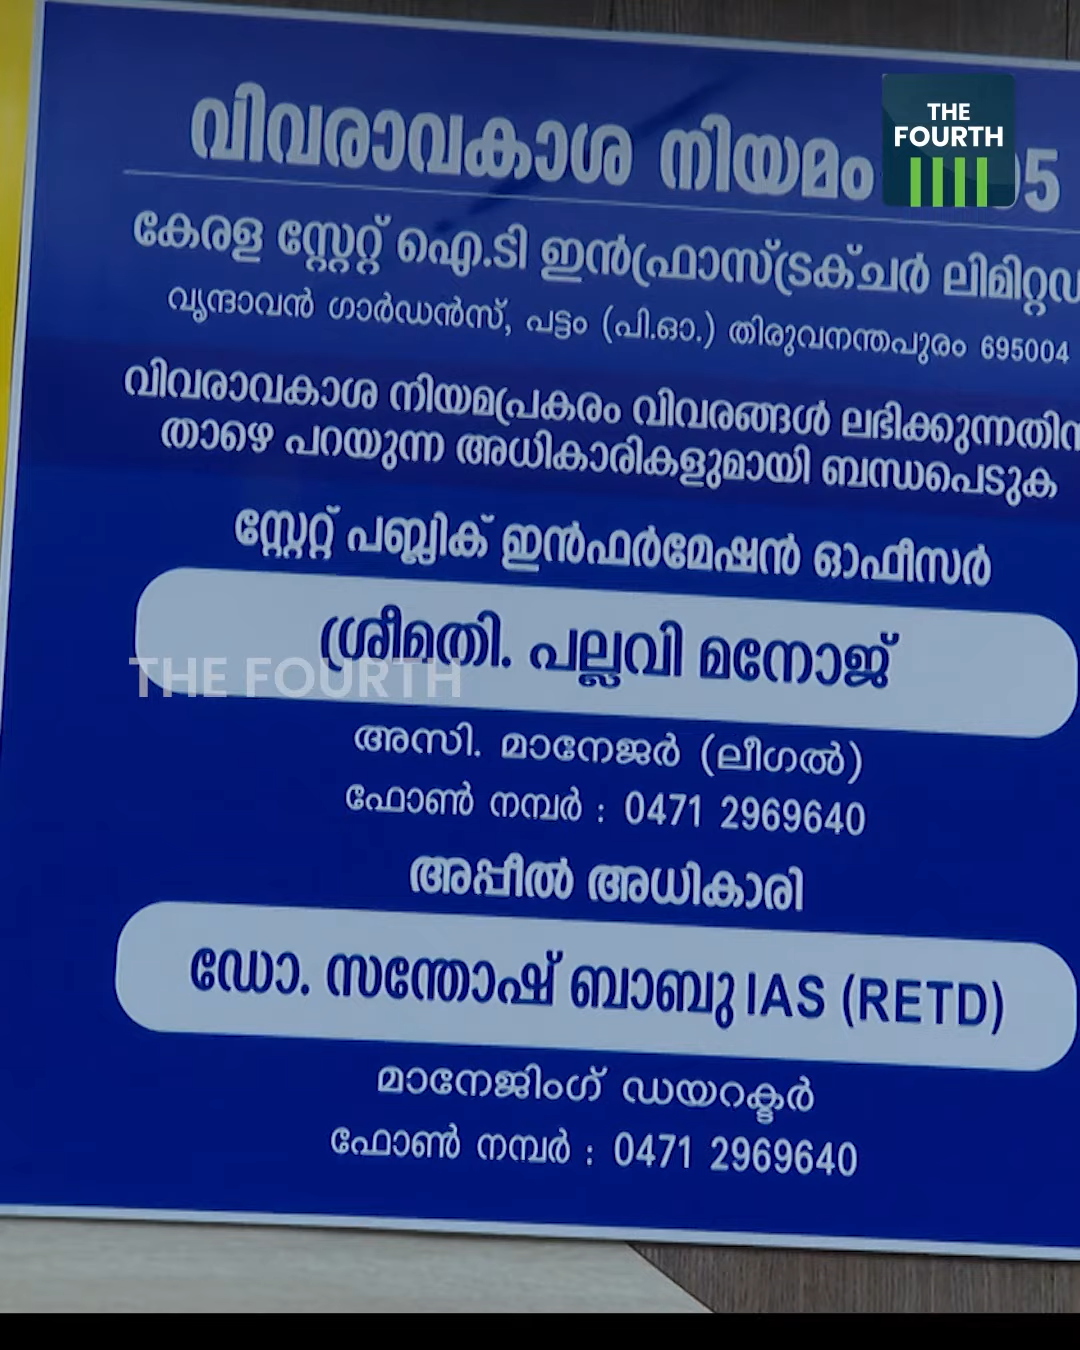 വിവരാവകാശ നിയമം
THE
FOURTH
കേരള സ്റ്റേറ്റ് ഐ.ടി ഇൻഫ്രാസ്ട്രക്ചർ ലിമിറ്റഡ്
വൃന്ദാവൻ ഗാർഡൻസ്, പട്ടം (പി.ഓ.) തിരുവനന്തപുരം 695004
വിവരാവകാശ നിയമപ്രകരം വിവരങ്ങൾ ലഭിക്കുന്നതിന്
താഴെ പറയുന്ന അധികാരികളുമായി ബന്ധപെടുക
സ്റ്റേറ്റ് പബ്ലിക് ഇൻഫർമേഷൻ ഓഫീസർ
ശ്രീമതി. പല്ലവി മനോജ്
THE FOURTH
അസി. മാനേജർ (ലീഗൽ)
ഫോൺ നമ്പർ : 0471 2969640
അപ്പീൽ അധികാരി
ഡോ. സന്തോഷ് ബാബു IAS (RETD)
മാനേജിംഗ് ഡയറക്ടർ
ഫോൺ നമ്പർ : 0471 2969640